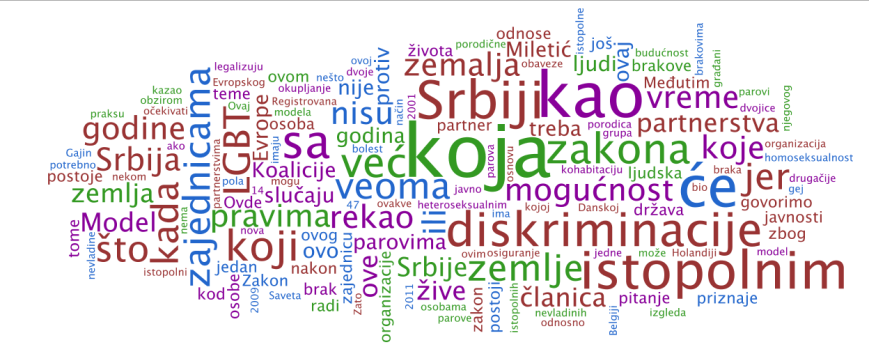 istopolne
odnose
još
budućnost
života
porodične
Miletić
brakovima
protiv
ovaj
građani
legalizuju
ovoj
zemalja
obaveze
ljudi
brakove
kazao
Evropskog
nešto
dvoje
Međutim
parovi
praksu
obzirom
teme
okupljanje
ovom
nije
2001
Srbiji
kao
vreme
dvojice
njegovog
očekivati
Ovaj
Registrovana
modela
način
nisu
partner
treba
porodica
grupa
partnerstva
godine
zajednicama
LGBT
Evrope
osoba
godina
koja
osnovu
parova
zakona
koje
organizacija
Gajin
ako
imaju
sa
bolest
već
kohabitaciju
homoseksualnost
potrebno
nekom
Srbija
Koalicije
ljudska
jer
braka
postoje
pola
partnerstvima
14
mogu
veoma
javno
mogućnost
će
bio
gej
drugačije
zemlja
kada
Ovde
slučaju
47
ovakve
heteroseksualnim
država
govorimo
tome
Model
nema
pravima
rekao
ili
ima
kojoj
Danskoj
zbog
javnosti
nevladine
što
koji
nova
ovog
ovo
parovima
diskriminacije
istopolni
jedan
nakon
zajednicu
ove
organizacije
Srbije
ovim
osiguranje
zemlje
jedne
može
Holandiji
model
istopolnim
kod
osobe
Zakon
2009
Saveta
brak
radi
Zato
2011
žive
osobama
parove
zakon
postoji
istopolnih
članica
nevladinih
odnosno
pitanje
Belgiji
izgleda
priznaje